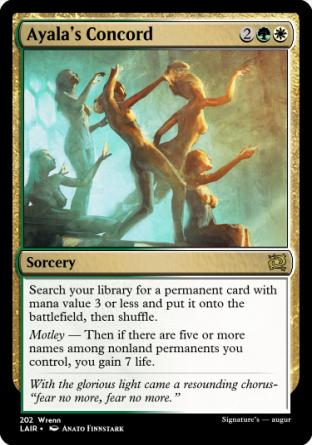 Ayala's Concord 2
Sorcery
Search your library for a permanent card with
mana value 3 or less and put it onto the
battlefield, then shuffle.
Motley — Then if there are five or more
names among nonland permanents you
control, you gain 7 life.
With the glorious light came a resounding chorus-
“fear no more, fear no more.”
202 Wrenn
Signature's — augur
LAIR • Anato Finnstark